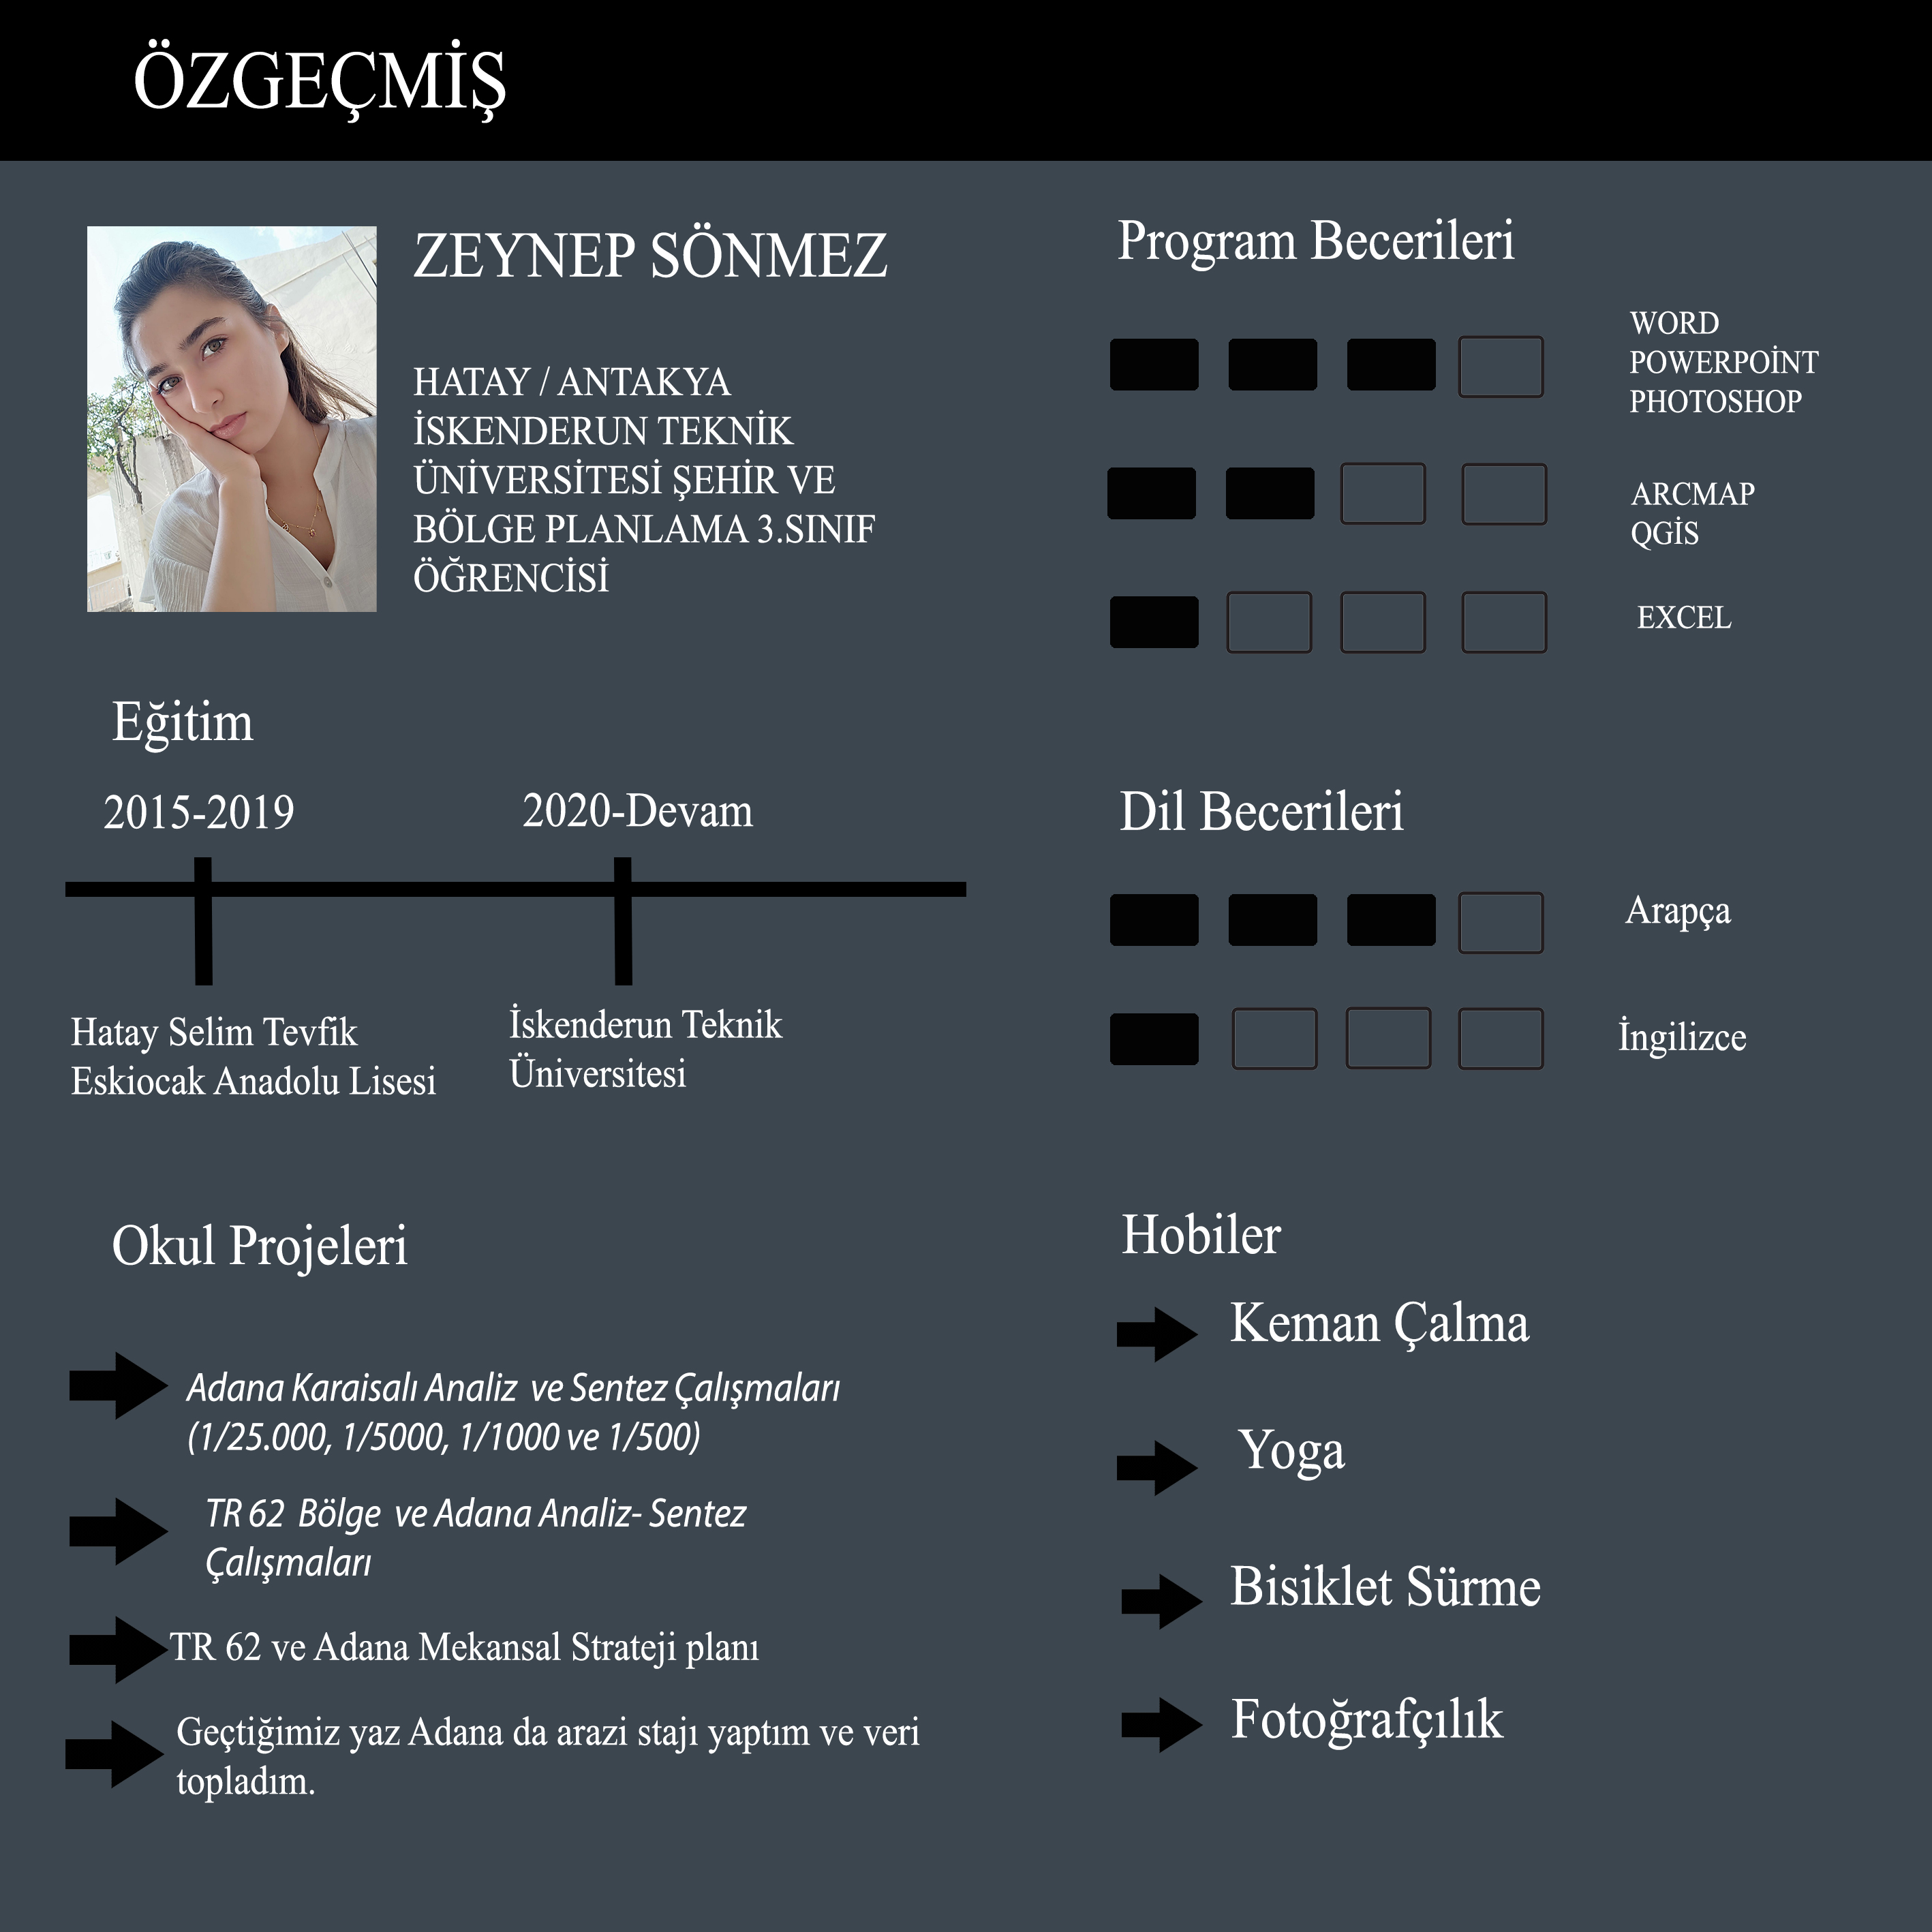 ÖZGEÇMİŞ
ZEYNEP SÖNMEZ
HATAY / ANTAKYA
İSKENDERUN TEKNİK
ÜNİVERSİTESİ ŞEHİR VE
BÖLGE PLANLAMA 3.SINIF
ÖĞRENCİSİ
Eğitim
2015-2019
2020-Devam
Hatay Selim Tevfik
Eskiocak Anadolu Lisesi
İskenderun Teknik
Üniversitesi
Okul Projeleri
Adana Karaisalı Analiz ve Sentez Çalışmaları
(1/25.000, 1/5000, 1/1000 ve 1/500)
TR 62 Bölge ve Adana Analiz- Sentez
Çalışmaları
TR 62 ve Adana Mekansal Strateji planı
Geçtiğimiz yaz Adana da arazi stajı yaptım ve veri
topladım.
Program Becerileri
WORD
POWERPOİNT
PHOTOSHOP
ARCMAP
QGİS
EXCEL
Dil Becerileri
Arapça
İngilizce
Hobiler
Keman Çalma
Yoga
Bisiklet Sürme
Fotoğrafçılık